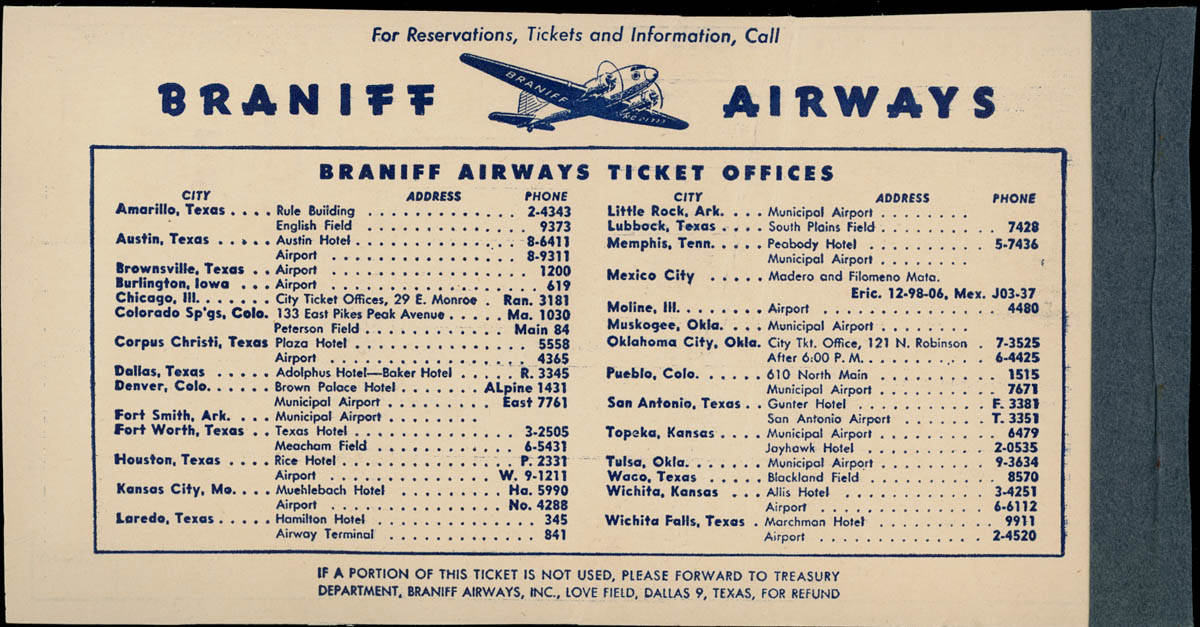 For Reservations, Tickets and Information, Call
BRANIFF AIRWAYS
BRANIFF
BRANIFF AIRWAYS TICKET OFFICES
CITY ADDRESS PHONE
Amarillo, Texas . . . . Rule Building . . . . . . . . . . . . . . 2-4343
English Field . . . . . . . . . . . . . . 9373
Austin, Texas . . . . . Austin Hotel . . . . . . . . . . . . . . 8-6411
Airport . . . . . . . . . . . . . . 8-9311
Brownsville, Texas . . Airport . . . . . . . . . . . . . . 1200
Burlington, Iowa . . . Airport . . . . . . . . . . . . . . 619
Chicago, Ill. . . . . . . City Ticket Offices, 29 E. Monroe . Ran. 3181
Colorado Sp'gs, Colo. 133 East Pikes Peak Avenue . . . . . Ma. 1030
Peterson Field . . . . . . . . . . . Main 84
Corpus Christi, Texas Plaza Hotel . . . . . . . . . . . . . . 5558
Airport . . . . . . . . . . . . . . 4365
Dallas, Texas . . . . . Adolphus Hotel—Baker Hotel . . . . . R. 3345
Denver, Colo. . . . . . Brown Palace Hotel . . . . . . . ALpine 1431
Municipal Airport . . . . . . . . . East 7761
Fort Smith, Ark. . . . Municipal Airport
Fort Worth, Texas . . Texas Hotel . . . . . . . . . . . . . . 3-2505
Meacham Field . . . . . . . . . . . . 6-5431
Houston, Texas . . . . Rice Hotel . . . . . . . . . . . . . . P. 2331
Airport . . . . . . . . . . . . . . W. 9-1211
Kansas City, Mo. . . . Muehlebach Hotel . . . . . . . . . Ha. 5990
Airport . . . . . . . . . . . . . . No. 4288
Laredo, Texas . . . . . Hamilton Hotel . . . . . . . . . . . . 345
Airway Terminal . . . . . . . . . . . . 841
CITY ADDRESS PHONE
Little Rock, Ark. . . . Municipal Airport . . . . . . . .
Lubbock, Texas . . . . South Plains Field . . . . . . . . . . . 7428
Memphis, Tenn. . . . . Peabody Hotel . . . . . . . . . . . . 5-7436
Municipal Airport . . . . . . . .
Mexico City . . . . . Madero and Filomeno Mata.
Eric. 12-98-06, Mex. J03-37
Moline, Ill. . . . . . . . Airport . . . . . . . . . . . . . . 4480
Muskogee, Okla. . . . . Municipal Airport . . . . . . . .
Oklahoma City, Okla. City Tkt. Office, 121 N. Robinson . 7-3525
After 6:00 P. M. . . . . . . . . . . . 6-4425
Pueblo, Colo. . . . . . 610 North Main . . . . . . . . . . . . 1515
Municipal Airport . . . . . . . . . . . 7671
San Antonio, Texas . . Gunter Hotel . . . . . . . . . . . . F. 3381
San Antonio Airport . . . . . . . . . T. 3351
Topeka, Kansas . . . . Municipal Airport . . . . . . . . . . . 6479
Jayhawk Hotel . . . . . . . . . . . . 2-0535
Tulsa, Okla. . . . . . . Municipal Airport . . . . . . . . . . . 9-3634
Waco, Texas . . . . . Blackland Field . . . . . . . . . . . . 8570
Wichita, Kansas . . . Allis Hotel . . . . . . . . . . . . . . 3-4251
Airport . . . . . . . . . . . . . . 6-6112
Wichita Falls, Texas . Marchman Hotel . . . . . . . . . . . . 9911
Airport . . . . . . . . . . . . . . 2-4520
IF A PORTION OF THIS TICKET IS NOT USED, PLEASE FORWARD TO TREASURY
DEPARTMENT, BRANIFF AIRWAYS, INC., LOVE FIELD, DALLAS 9, TEXAS, FOR REFUND